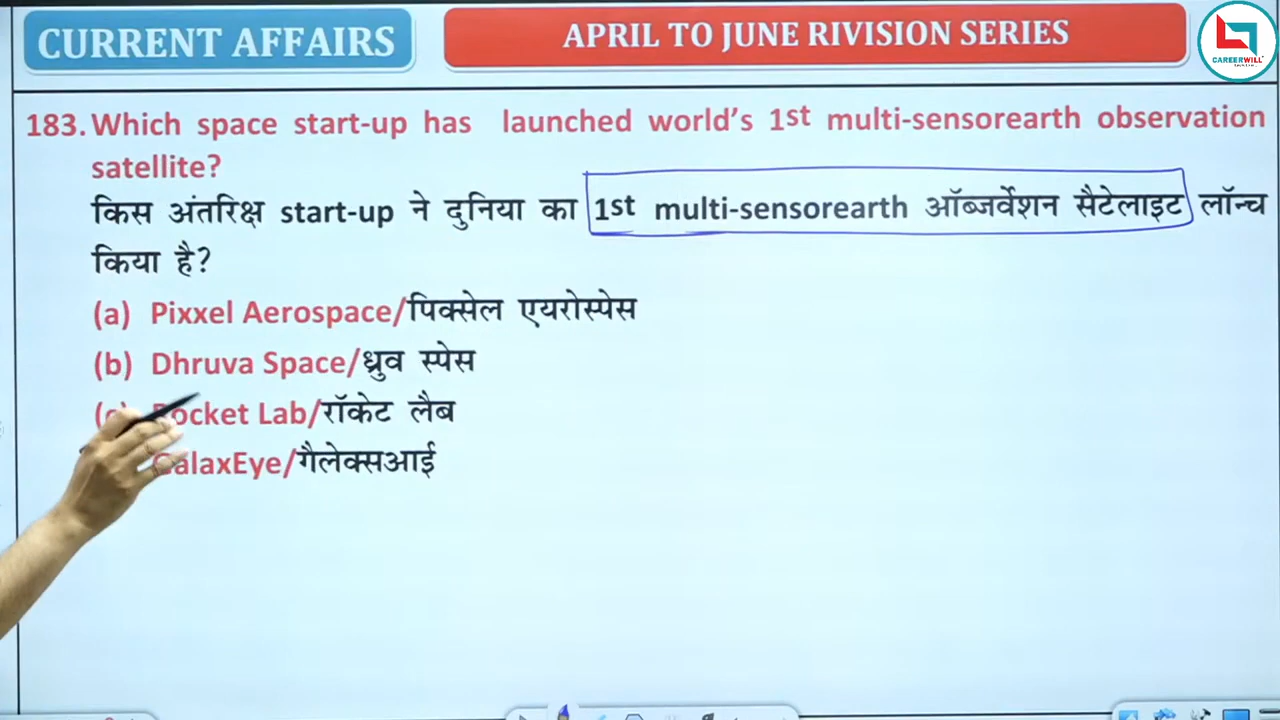 CURRENT AFFAIRS
APRIL TO JUNE RIVISION SERIES
CAREERWILL
183. Which space start-up has launched world's 1st multi-sensorearth observation
satellite?
किस अंतरिक्ष start-up ने दुनिया का 1st multi-sensorearth ऑब्जर्वेशन सैटेलाइट लॉन्च
किया है?
(a) Pixxel Aerospace/पिक्सेल एयरोस्पेस
(b) Dhruva Space/ध्रुव स्पेस
(c) Rocket Lab/रॉकेट लैब
GalaxEye/गैलेक्सआई